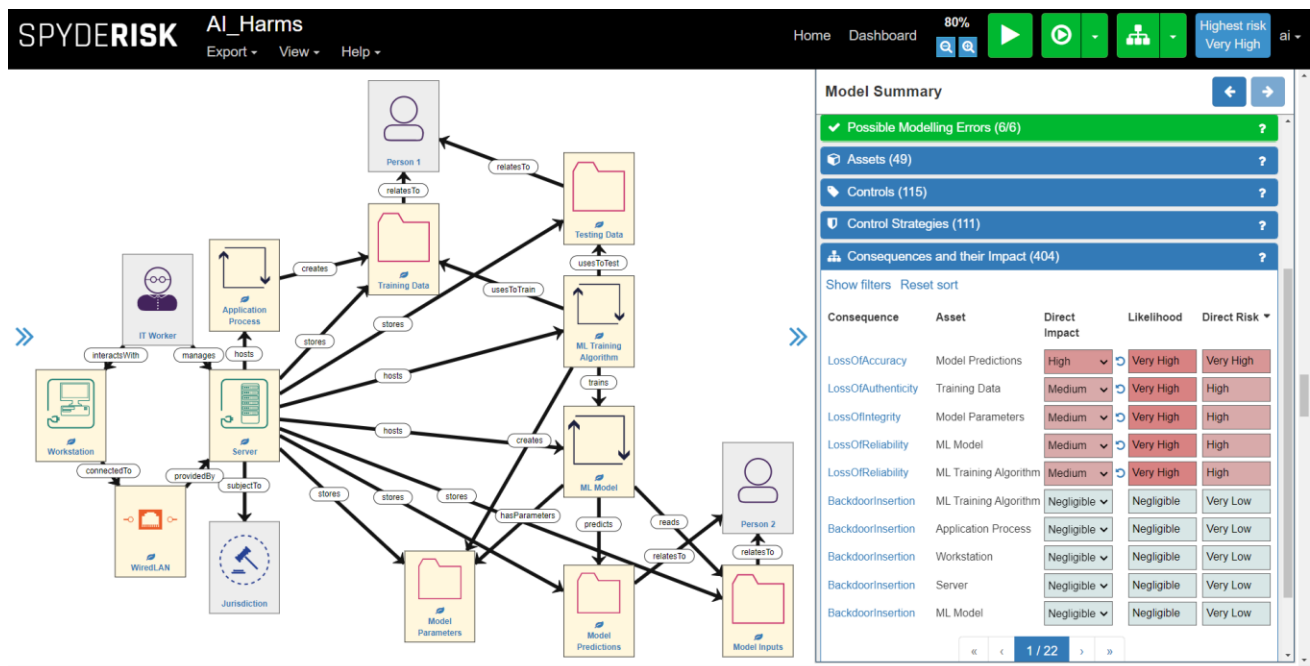 SPYDERISK
AI_Harms
Export View Help
Home Dashboard
80%
Highest risk
Very High
ai
Person 1
relatesTo
relatesTo
Testing Data
Training Data
creates
usesToTest
usesToTrain
Application
Process
IT Worker
stores
stores
ML Training
Algorithm
interactsWith
manages
hosts
hosts
trains
Workstation
Server
hosts
creates
ML Model
connectedTo
providedBy
subjectTo
stores
stores
stores
hasParameters
predicts
reads
Person 2
relatesTo
relatesTo
WiredLAN
Jurisdiction
Model
Parameters
Model
Predictions
Model Inputs
Model Summary
Possible Modelling Errors (6/6) ?
Assets (49) ?
Controls (115) ?
Control Strategies (111) ?
Consequences and their Impact (404) ?
Show filters Reset sort
Consequence Asset Direct Impact Likelihood Direct Risk
LossOfAccuracy Model Predictions High Very High Very High
LossOfAuthenticity Training Data Medium Very High High
LossOfIntegrity Model Parameters Medium Very High High
LossOfReliability ML Model Medium Very High High
LossOfReliability ML Training Algorithm Medium Very High High
BackdoorInsertion ML Training Algorithm Negligible Negligible Very Low
BackdoorInsertion Application Process Negligible Negligible Very Low
BackdoorInsertion Workstation Negligible Negligible Very Low
BackdoorInsertion Server Negligible Negligible Very Low
BackdoorInsertion ML Model Negligible Negligible Very Low
« ‹ 1 / 22 › »